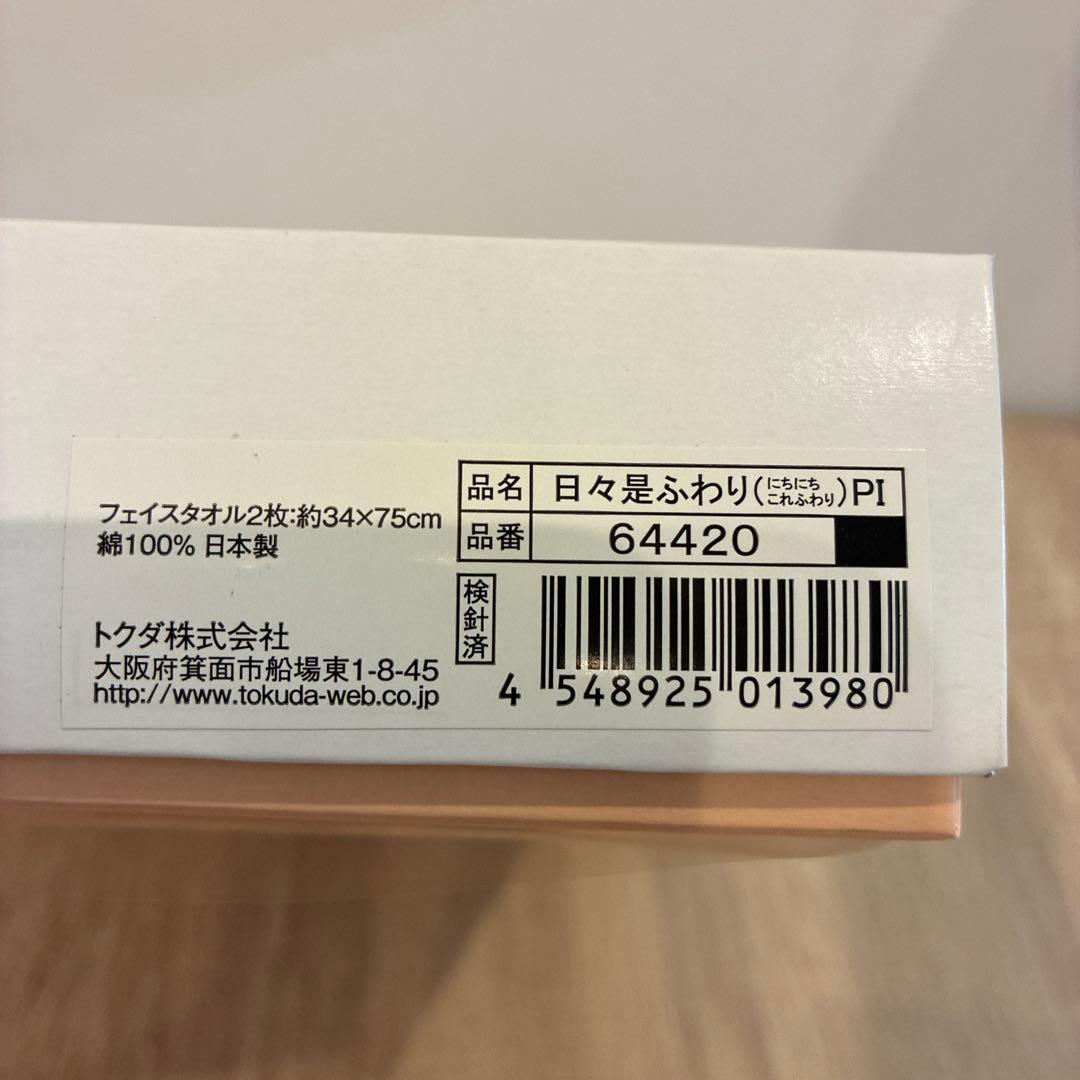 フェイスタオル2枚:約34×75cm
綿100% 日本製
トクダ株式会社
大阪府箕面市船場東1-8-45
http://www.tokuda-web.co.jp
品名 日々是ふわり(にちにち これふわり)PI
品番 64420
検針済
4 548925 013980